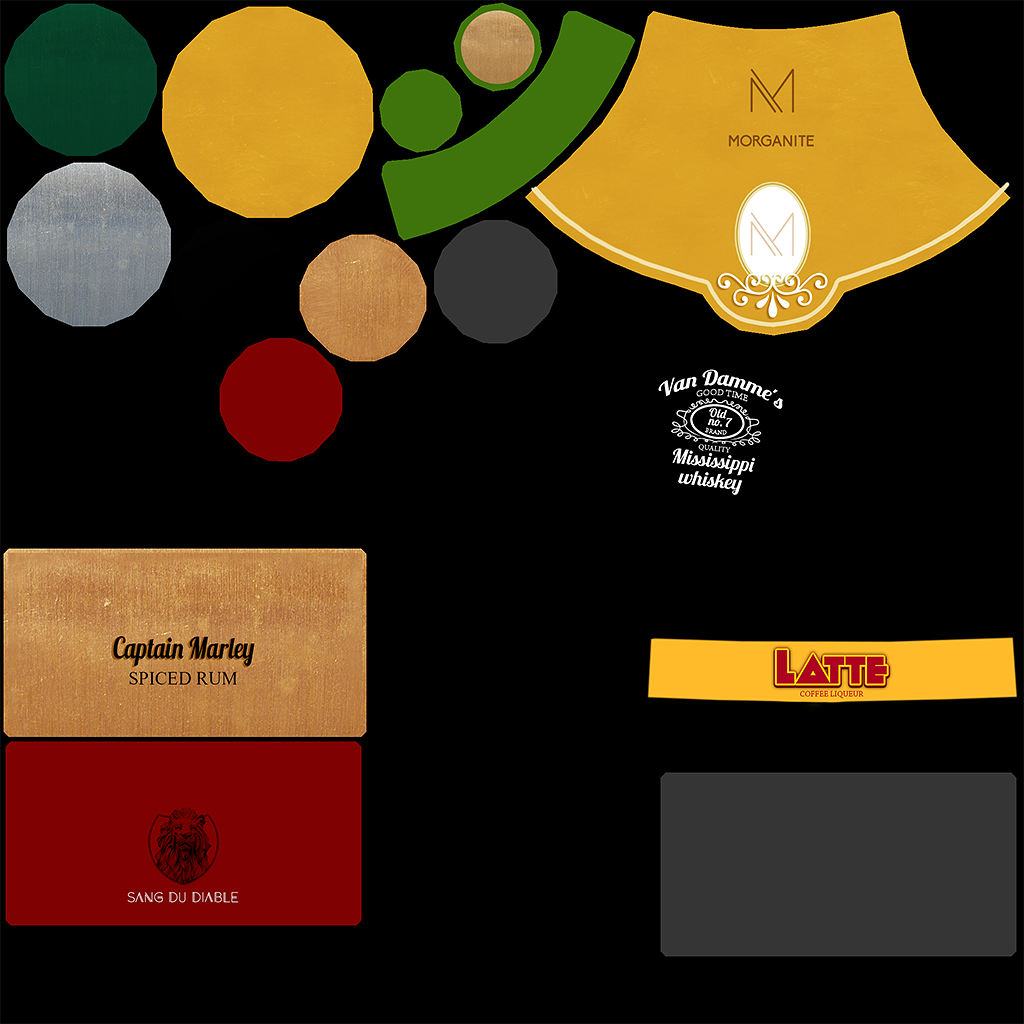 M
MORGANITE
M
Van Damme's
GOOD TIME
Old
no. 7
BRAND
QUALITY
Mississippi
whiskey
Captain Marley
SPICED RUM
LATTE
COFFEE LIQUEUR
SANG DU DIABLE